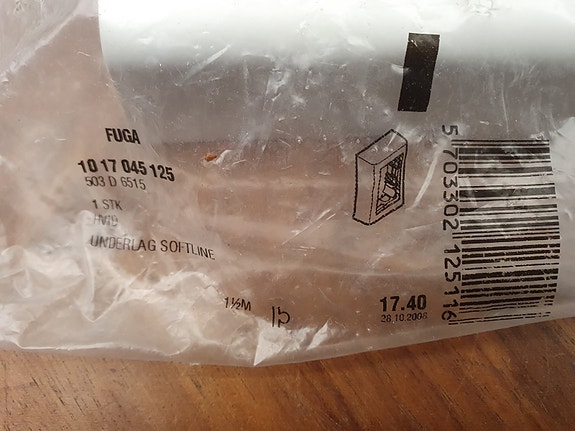 FUGA
10 17 045 125
503 D 6515
1 STK
HVID
UNDERLAG SOFTLINE
1½M
17.40
28.10.2008
5 703302 125116